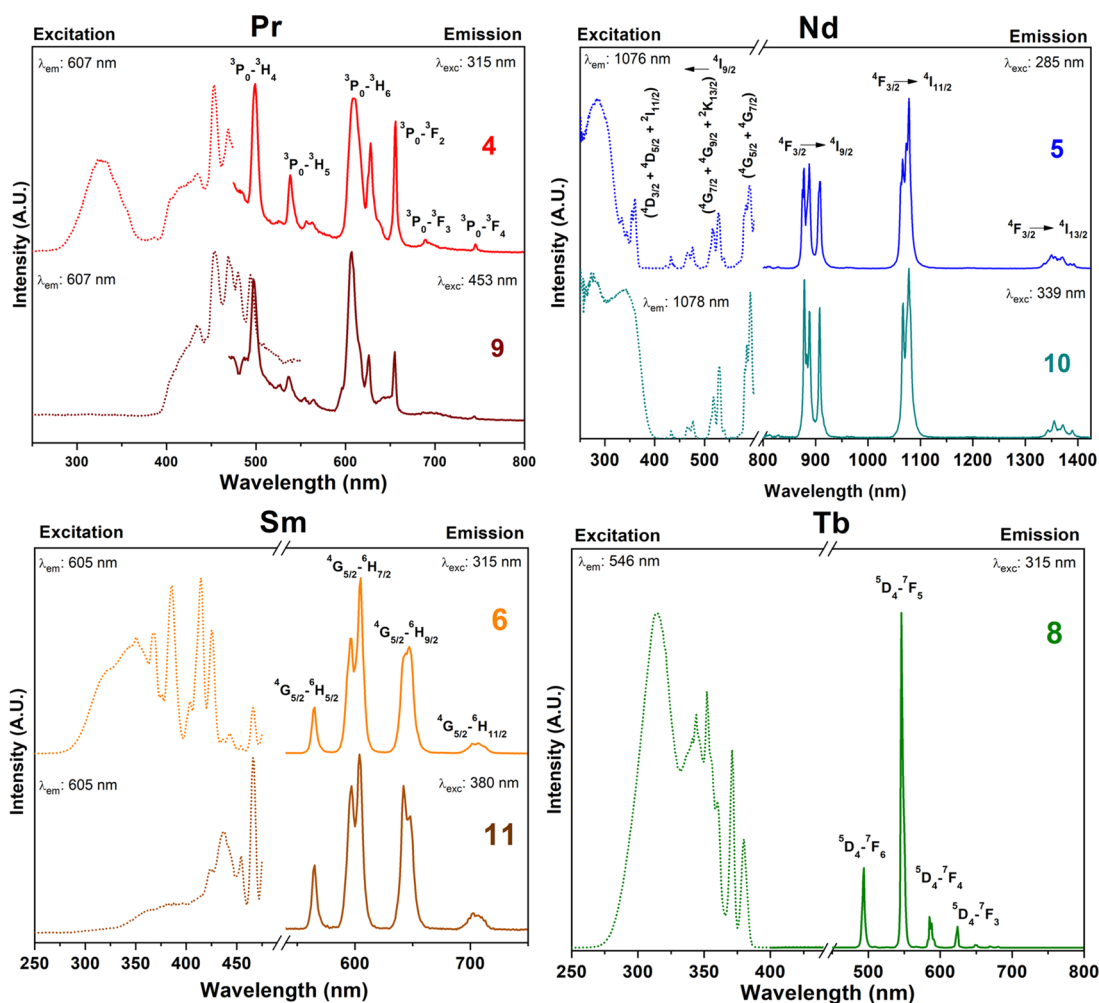 Pr
Excitation
Emission
λem: 607 nm
³P₀-³H₄
³P₀-³H₆
λexc: 315 nm
³P₀-³F₂
4
³P₀-³H₅
³P₀-³F₃
³P₀-³F₄
λem: 607 nm
λexc: 453 nm
9
Intensity (A.U.)
300 400 500 600 700 800
Wavelength (nm)
Nd
Excitation
Emission
λem: 1076 nm
← ⁴I₉/₂
λexc: 285 nm
(⁴D₃/₂ + ⁴D₅/₂ + ²I₁₁/₂)
(⁴G₇/₂ + ⁴G₉/₂ + ²K₁₃/₂)
(⁴G₅/₂ + ⁴G₇/₂)
⁴F₃/₂ → ⁴I₁₁/₂
5
⁴F₃/₂ → ⁴I₉/₂
⁴F₃/₂ → ⁴I₁₃/₂
λem: 1078 nm
λexc: 339 nm
10
Intensity (A.U.)
300 400 500 800 900 1000 1100 1200 1300 1400
Wavelength (nm)
Sm
Excitation
Emission
λem: 605 nm
⁴G₅/₂-⁶H₇/₂
λexc: 315 nm
6
⁴G₅/₂-⁶H₉/₂
⁴G₅/₂-⁶H₅/₂
⁴G₅/₂-⁶H₁₁/₂
λem: 605 nm
λexc: 380 nm
11
Intensity (A.U.)
250 300 350 400 450 600 700
Wavelength (nm)
Tb
Excitation
Emission
λem: 546 nm
λexc: 315 nm
⁵D₄-⁷F₅
8
⁵D₄-⁷F₆
⁵D₄-⁷F₄
⁵D₄-⁷F₃
Intensity (A.U.)
250 300 350 400 500 600 700 800
Wavelength (nm)